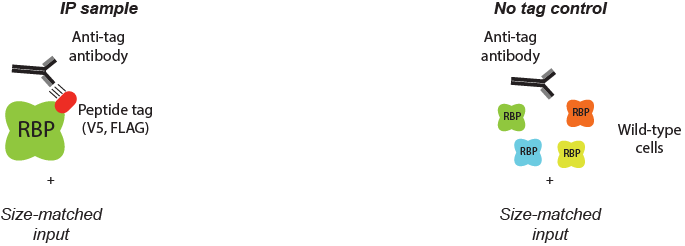 IP sample
Anti-tag
antibody
RBP
Peptide tag
(V5, FLAG)
+
Size-matched
input
No tag control
Anti-tag
antibody
RBP
RBP
RBP
RBP
Wild-type
cells
+
Size-matched
input